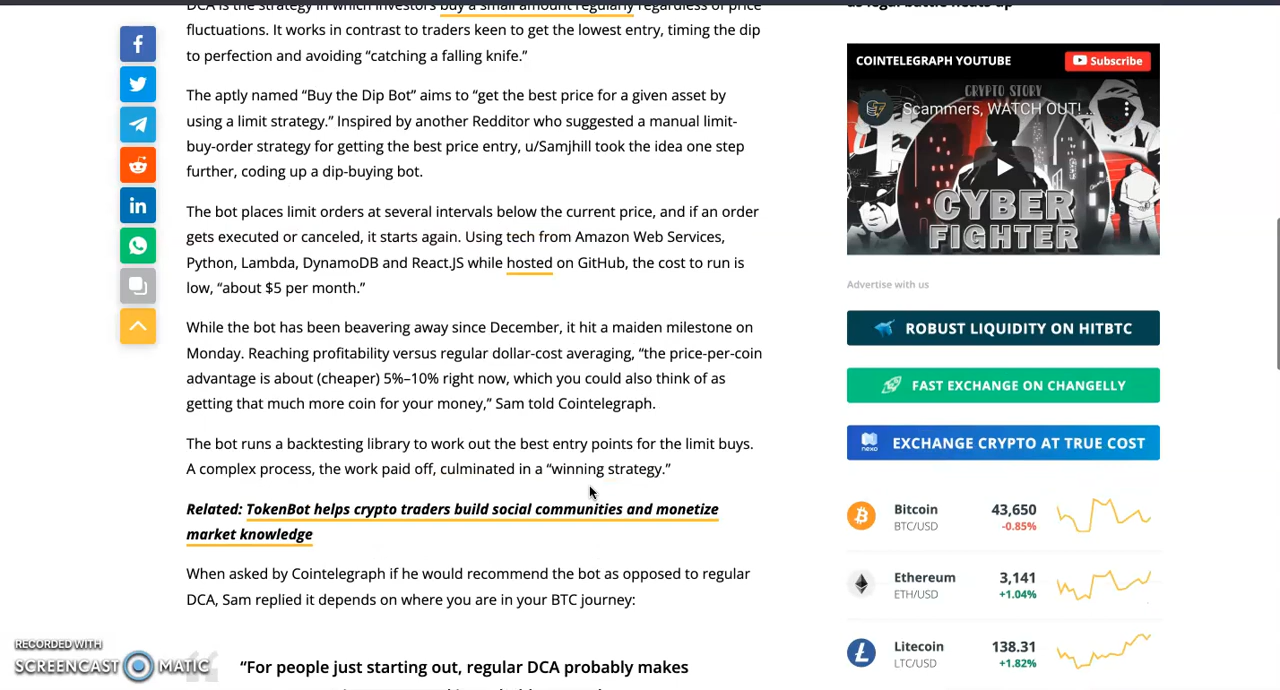 DCA is the strategy in which investors buy a small amount regularly regardless of price
fluctuations. It works in contrast to traders keen to get the lowest entry, timing the dip
to perfection and avoiding “catching a falling knife.”
The aptly named “Buy the Dip Bot” aims to “get the best price for a given asset by
using a limit strategy.” Inspired by another Redditor who suggested a manual limit-
buy-order strategy for getting the best price entry, u/Samjhill took the idea one step
further, coding up a dip-buying bot.
The bot places limit orders at several intervals below the current price, and if an order
gets executed or canceled, it starts again. Using tech from Amazon Web Services,
Python, Lambda, DynamoDB and React.JS while hosted on GitHub, the cost to run is
low, “about $5 per month.”
While the bot has been beavering away since December, it hit a maiden milestone on
Monday. Reaching profitability versus regular dollar-cost averaging, “the price-per-coin
advantage is about (cheaper) 5%–10% right now, which you could also think of as
getting that much more coin for your money,” Sam told Cointelegraph.
The bot runs a backtesting library to work out the best entry points for the limit buys.
A complex process, the work paid off, culminated in a “winning strategy.”
Related: TokenBot helps crypto traders build social communities and monetize
market knowledge
When asked by Cointelegraph if he would recommend the bot as opposed to regular
DCA, Sam replied it depends on where you are in your BTC journey:
“For people just starting out, regular DCA probably makes
as legal battle heats up
COINTELEGRAPH YOUTUBE
Subscribe
CRYPTO STORY
Scammers, WATCH OUT!...
CYBER
FIGHTER
Advertise with us
ROBUST LIQUIDITY ON HITBTC
FAST EXCHANGE ON CHANGELLY
nexo EXCHANGE CRYPTO AT TRUE COST
Bitcoin 43,650
BTC/USD -0.85%
Ethereum 3,141
ETH/USD +1.04%
Litecoin 138.31
LTC/USD +1.82%
RECORDED WITH
SCREENCAST MATIC